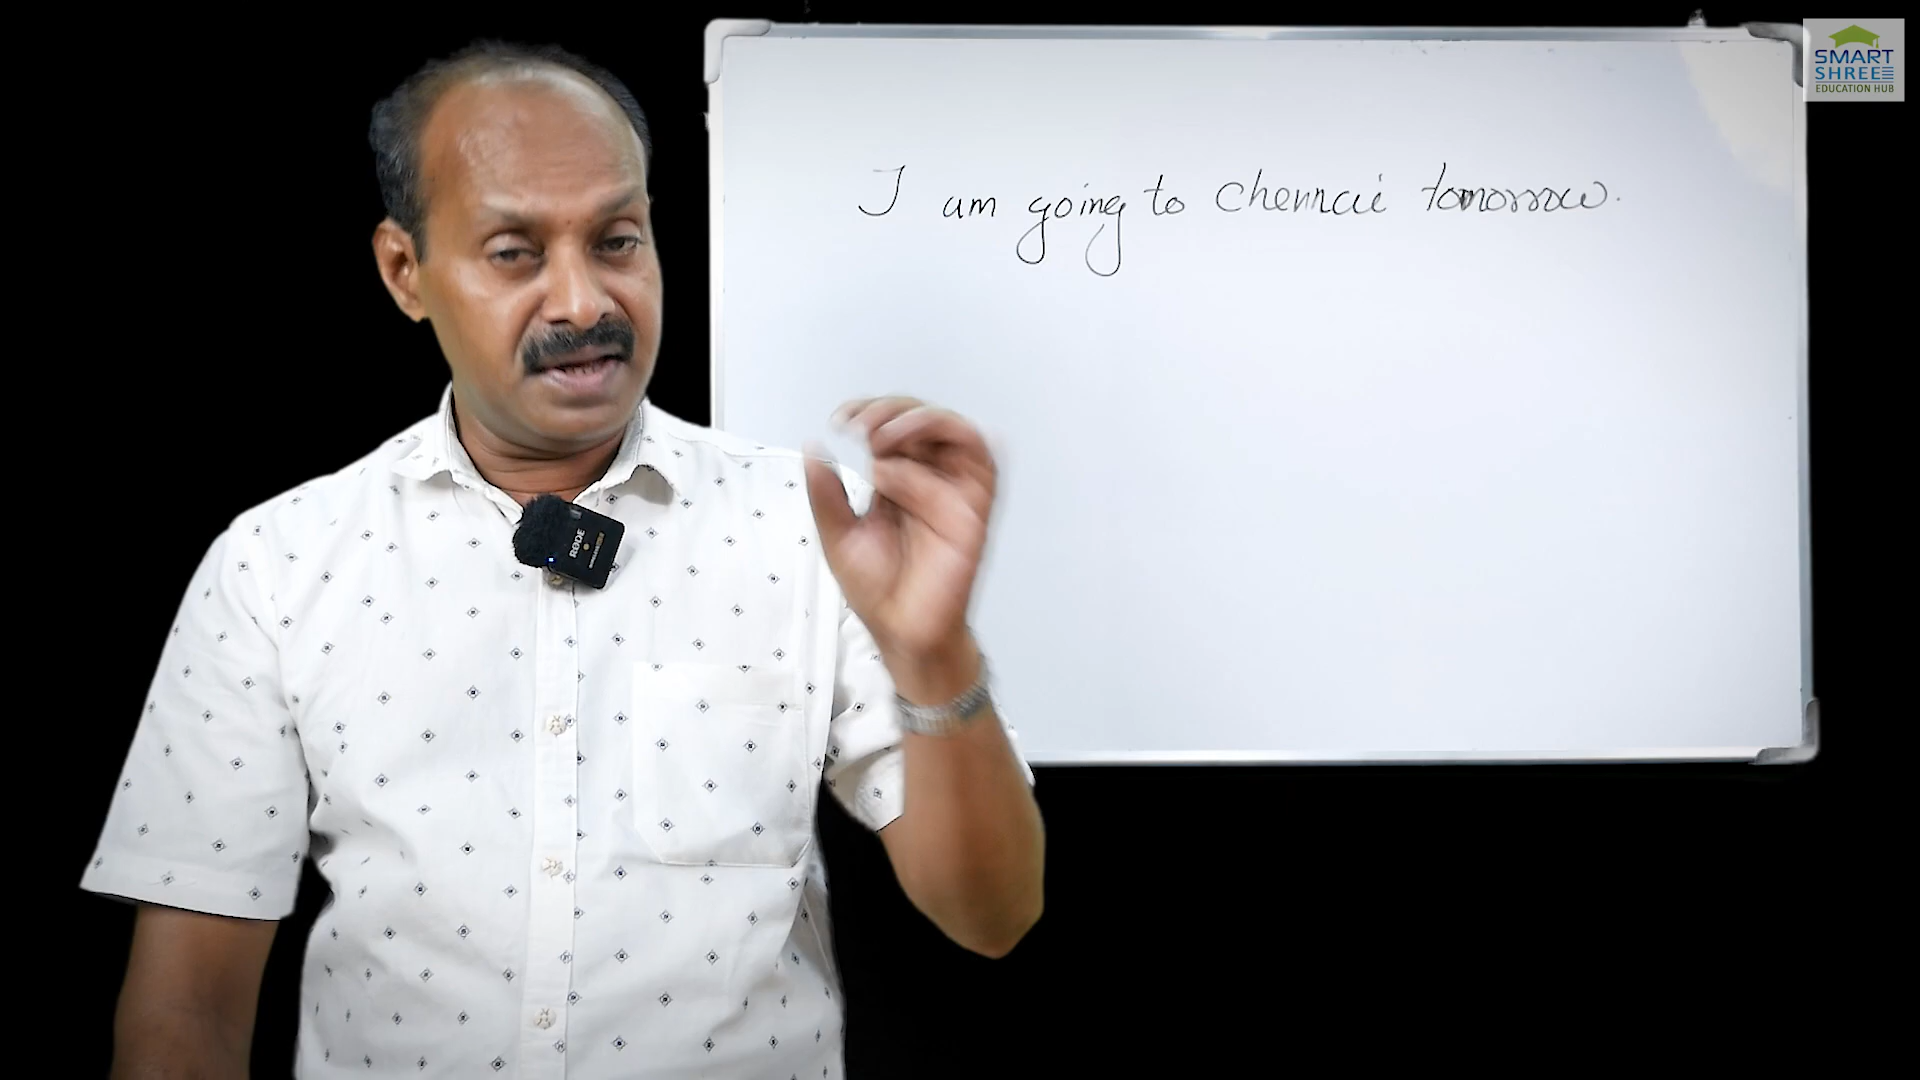 I am going to Chennai tomorrow.
SMART
SHREE
EDUCATION HUB
RØDE